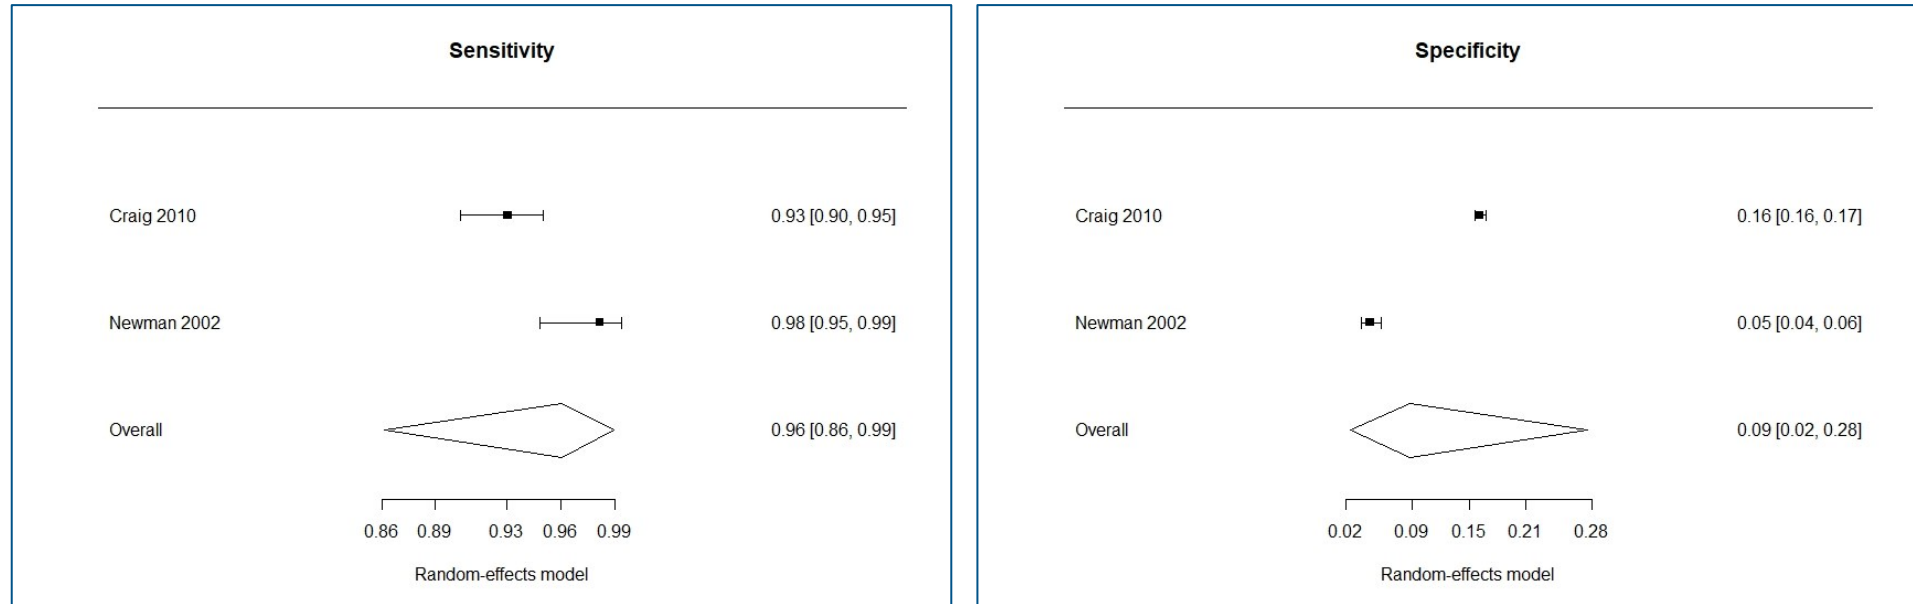 Sensitivity
Craig 2010 0.93 [0.90, 0.95]
Newman 2002 0.98 [0.95, 0.99]
Overall 0.96 [0.86, 0.99]
0.86 0.89 0.93 0.96 0.99
Random-effects model
Specificity
Craig 2010 0.16 [0.16, 0.17]
Newman 2002 0.05 [0.04, 0.06]
Overall 0.09 [0.02, 0.28]
0.02 0.09 0.15 0.21 0.28
Random-effects model